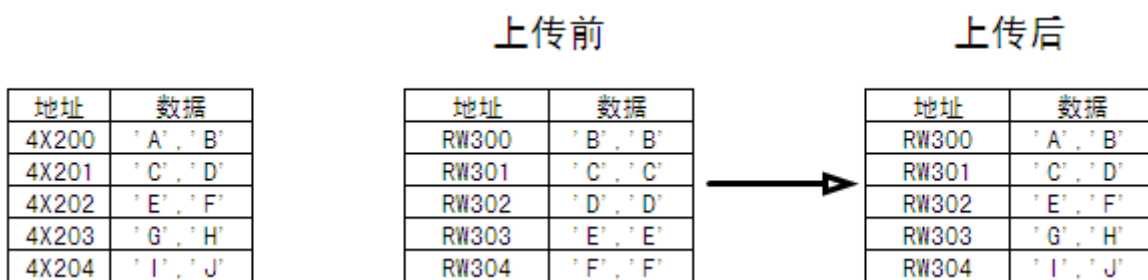 上传前 上传后
地址 数据 地址 数据 地址 数据
4X200 'A','B' RW300 'B','B' RW300 'A','B'
4X201 'C','D' RW301 'C','C' RW301 'C','D'
4X202 'E','F' RW302 'D','D' RW302 'E','F'
4X203 'G','H' RW303 'E','E' RW303 'G','H'
4X204 'I','J' RW304 'F','F' RW304 'I','J'